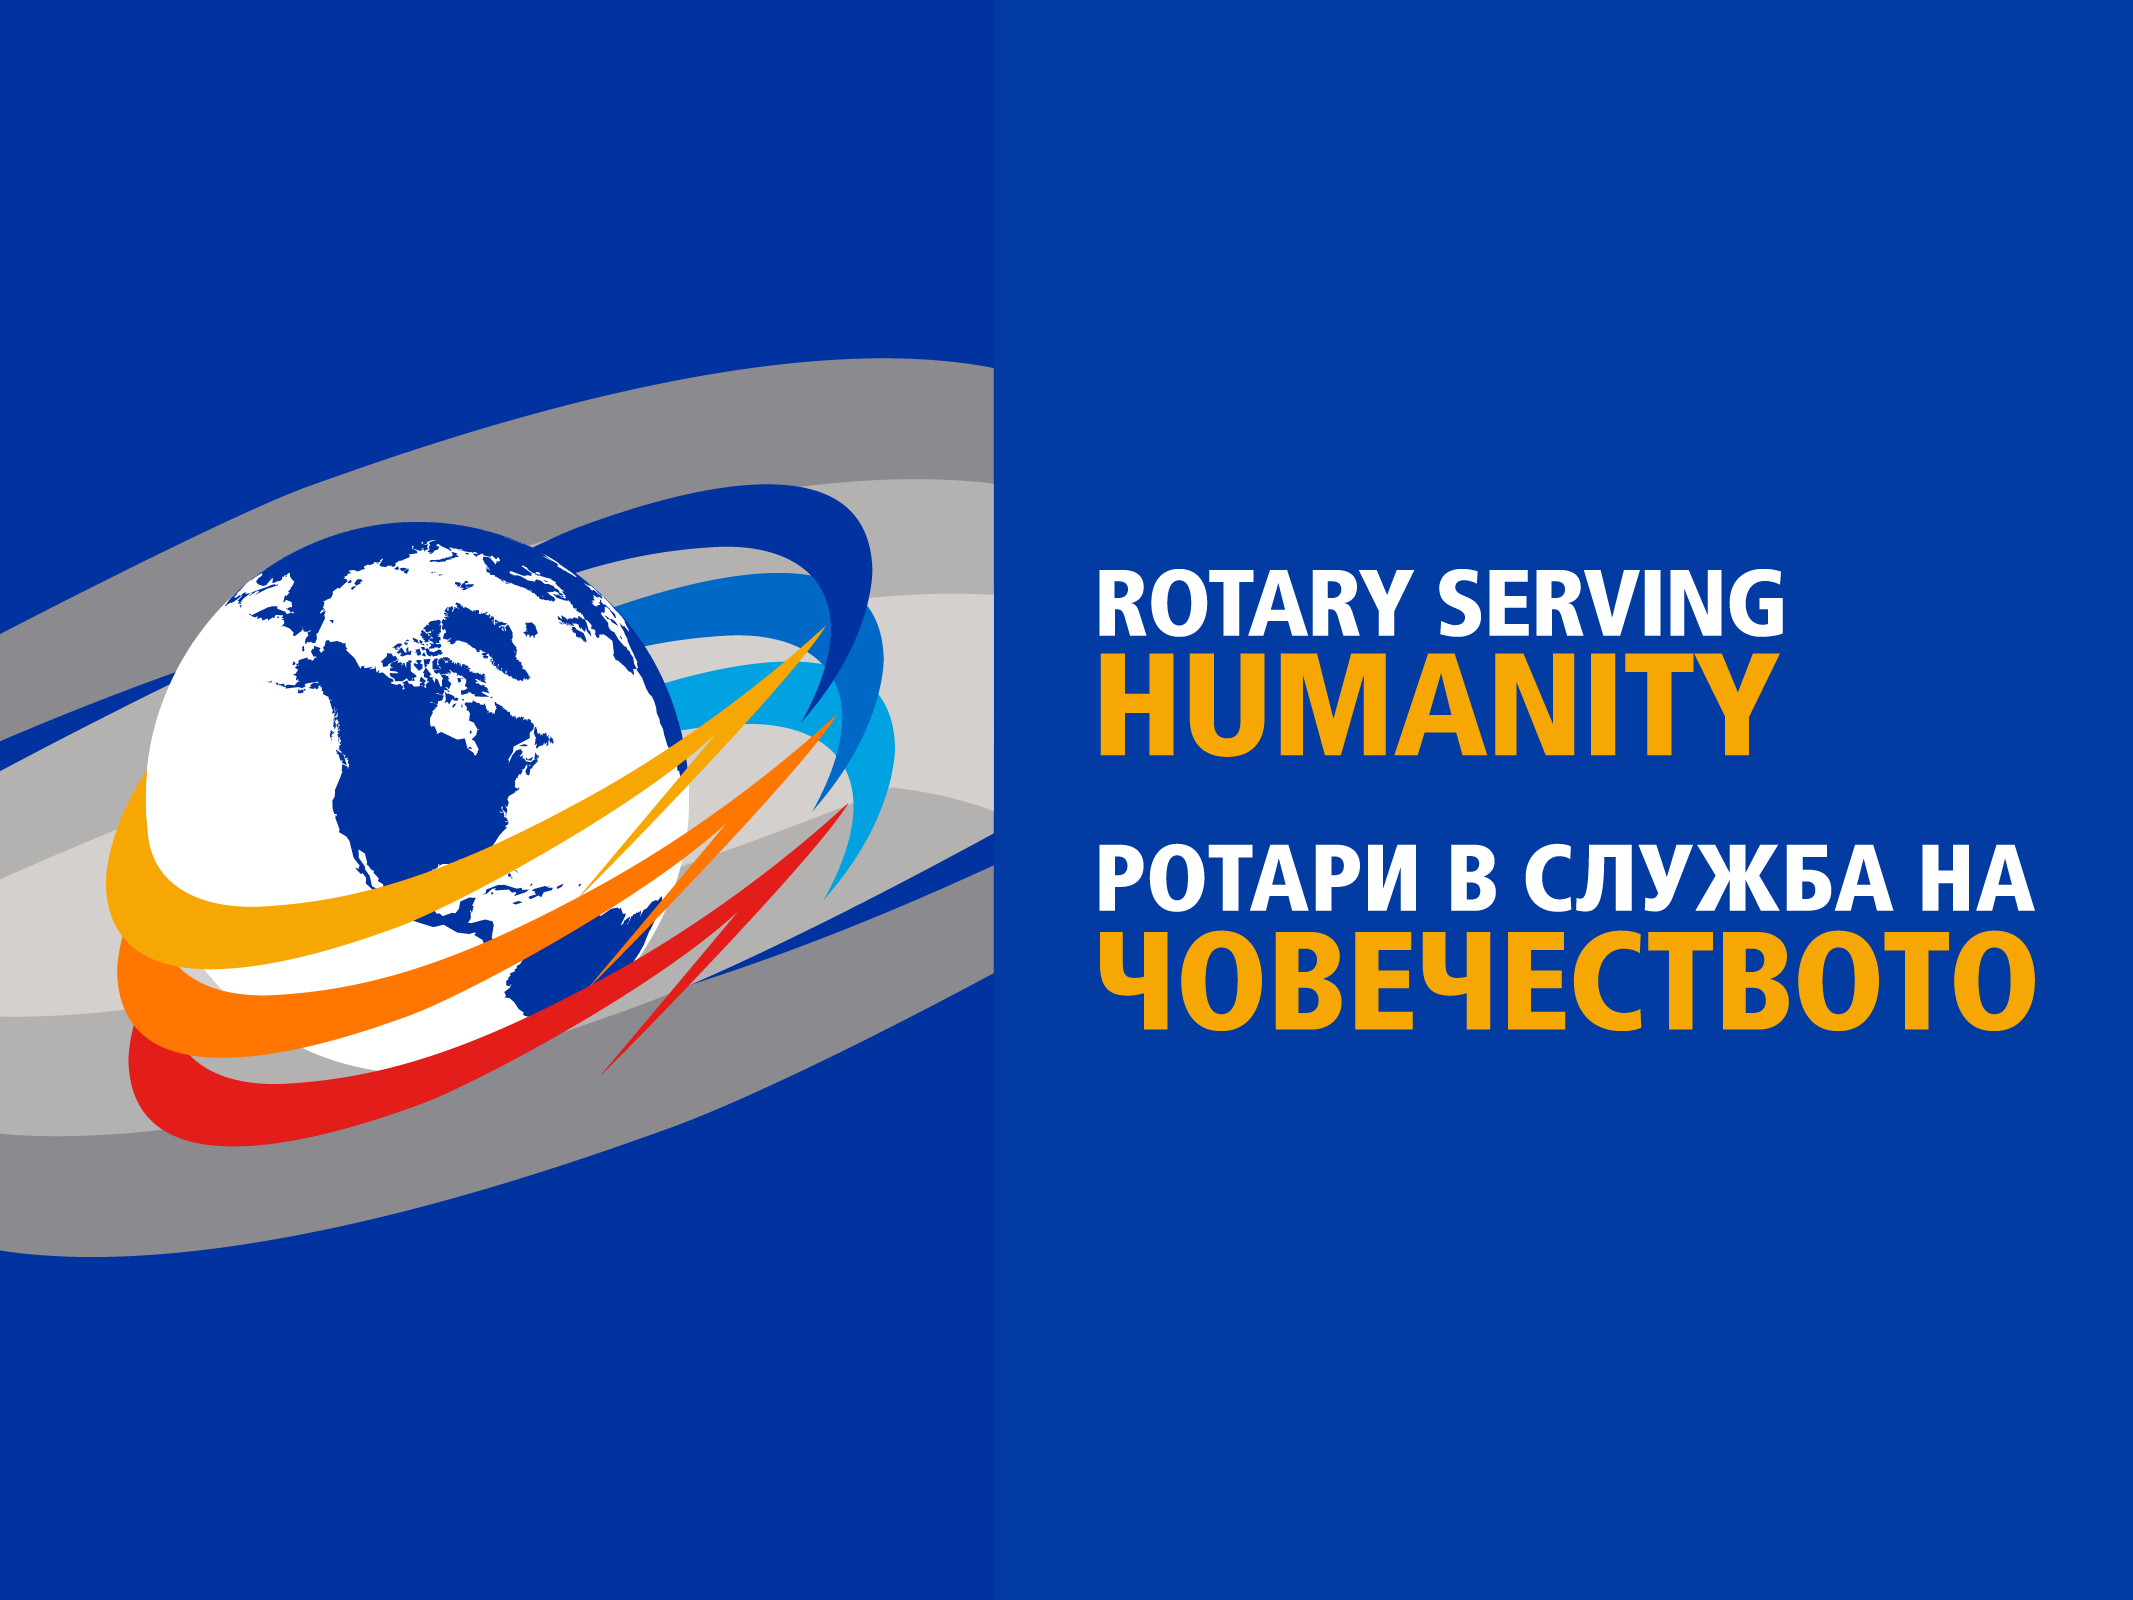 ROTARY SERVING
HUMANITY
РОТАРИ В СЛУЖБА НА
ЧОВЕЧЕСТВОТО